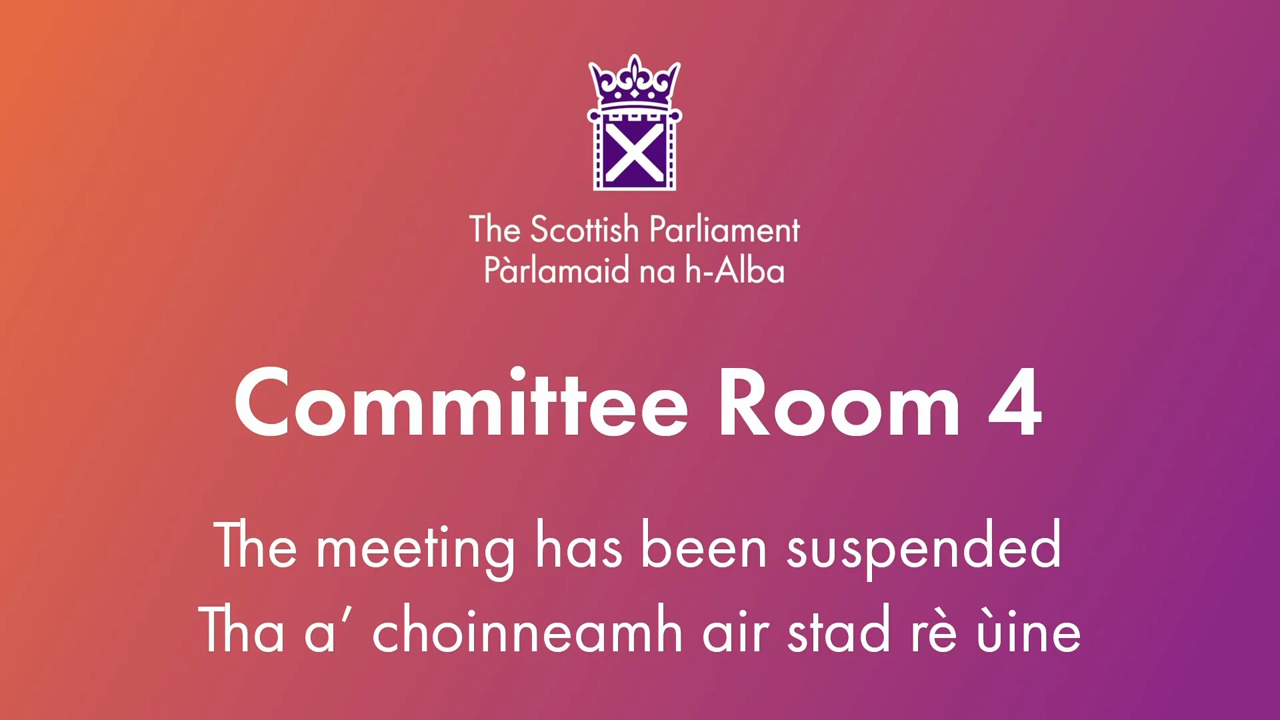 The Scottish Parliament
Pàrlamaid na h-Alba
Committee Room 4
The meeting has been suspended
Tha a’ choinneamh air stad rè ùine